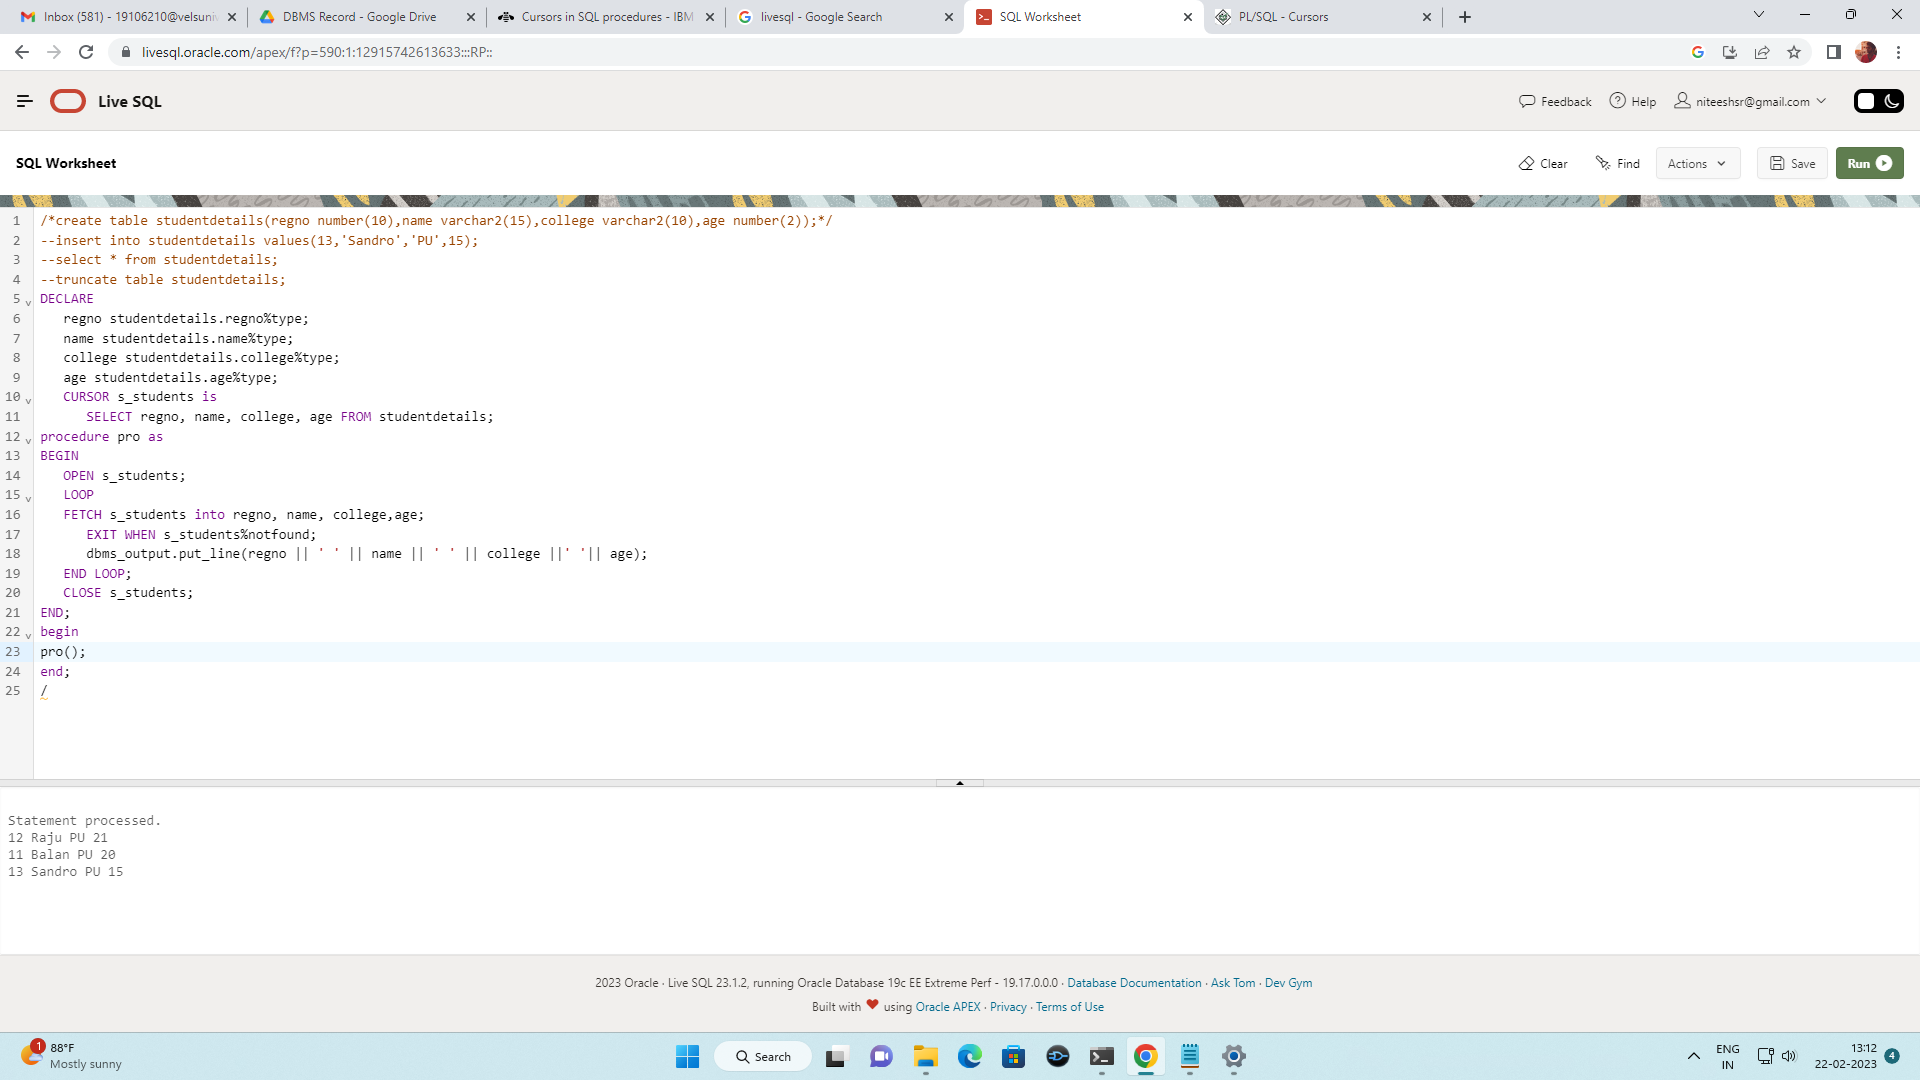 Inbox (581) - 19106210@velsuni
DBMS Record - Google Drive
Cursors in SQL procedures - IBM
livesql - Google Search
SQL Worksheet
PL/SQL - Cursors
livesql.oracle.com/apex/f?p=590:1:12915742613633:::RP::
Live SQL
Feedback
Help
niteeshsr@gmail.com
SQL Worksheet
Clear
Find
Actions
Save
Run
1 /*create table studentdetails(regno number(10),name varchar2(15),college varchar2(10),age number(2));*/
2 --insert into studentdetails values(13,'Sandro','PU',15);
3 --select * from studentdetails;
4 --truncate table studentdetails;
5 DECLARE
6 regno studentdetails.regno%type;
7 name studentdetails.name%type;
8 college studentdetails.college%type;
9 age studentdetails.age%type;
10 CURSOR s_students is
11 SELECT regno, name, college, age FROM studentdetails;
12 procedure pro as
13 BEGIN
14 OPEN s_students;
15 LOOP
16 FETCH s_students into regno, name, college,age;
17 EXIT WHEN s_students%notfound;
18 dbms_output.put_line(regno || ' ' || name || ' ' || college ||' '|| age);
19 END LOOP;
20 CLOSE s_students;
21 END;
22 begin
23 pro();
24 end;
25 /
Statement processed.
12 Raju PU 21
11 Balan PU 20
13 Sandro PU 15
2023 Oracle · Live SQL 23.1.2, running Oracle Database 19c EE Extreme Perf - 19.17.0.0.0 · Database Documentation · Ask Tom · Dev Gym
Built with ❤ using Oracle APEX · Privacy · Terms of Use
1
88°F
Mostly sunny
Search
ENG
IN
13:12
22-02-2023
4